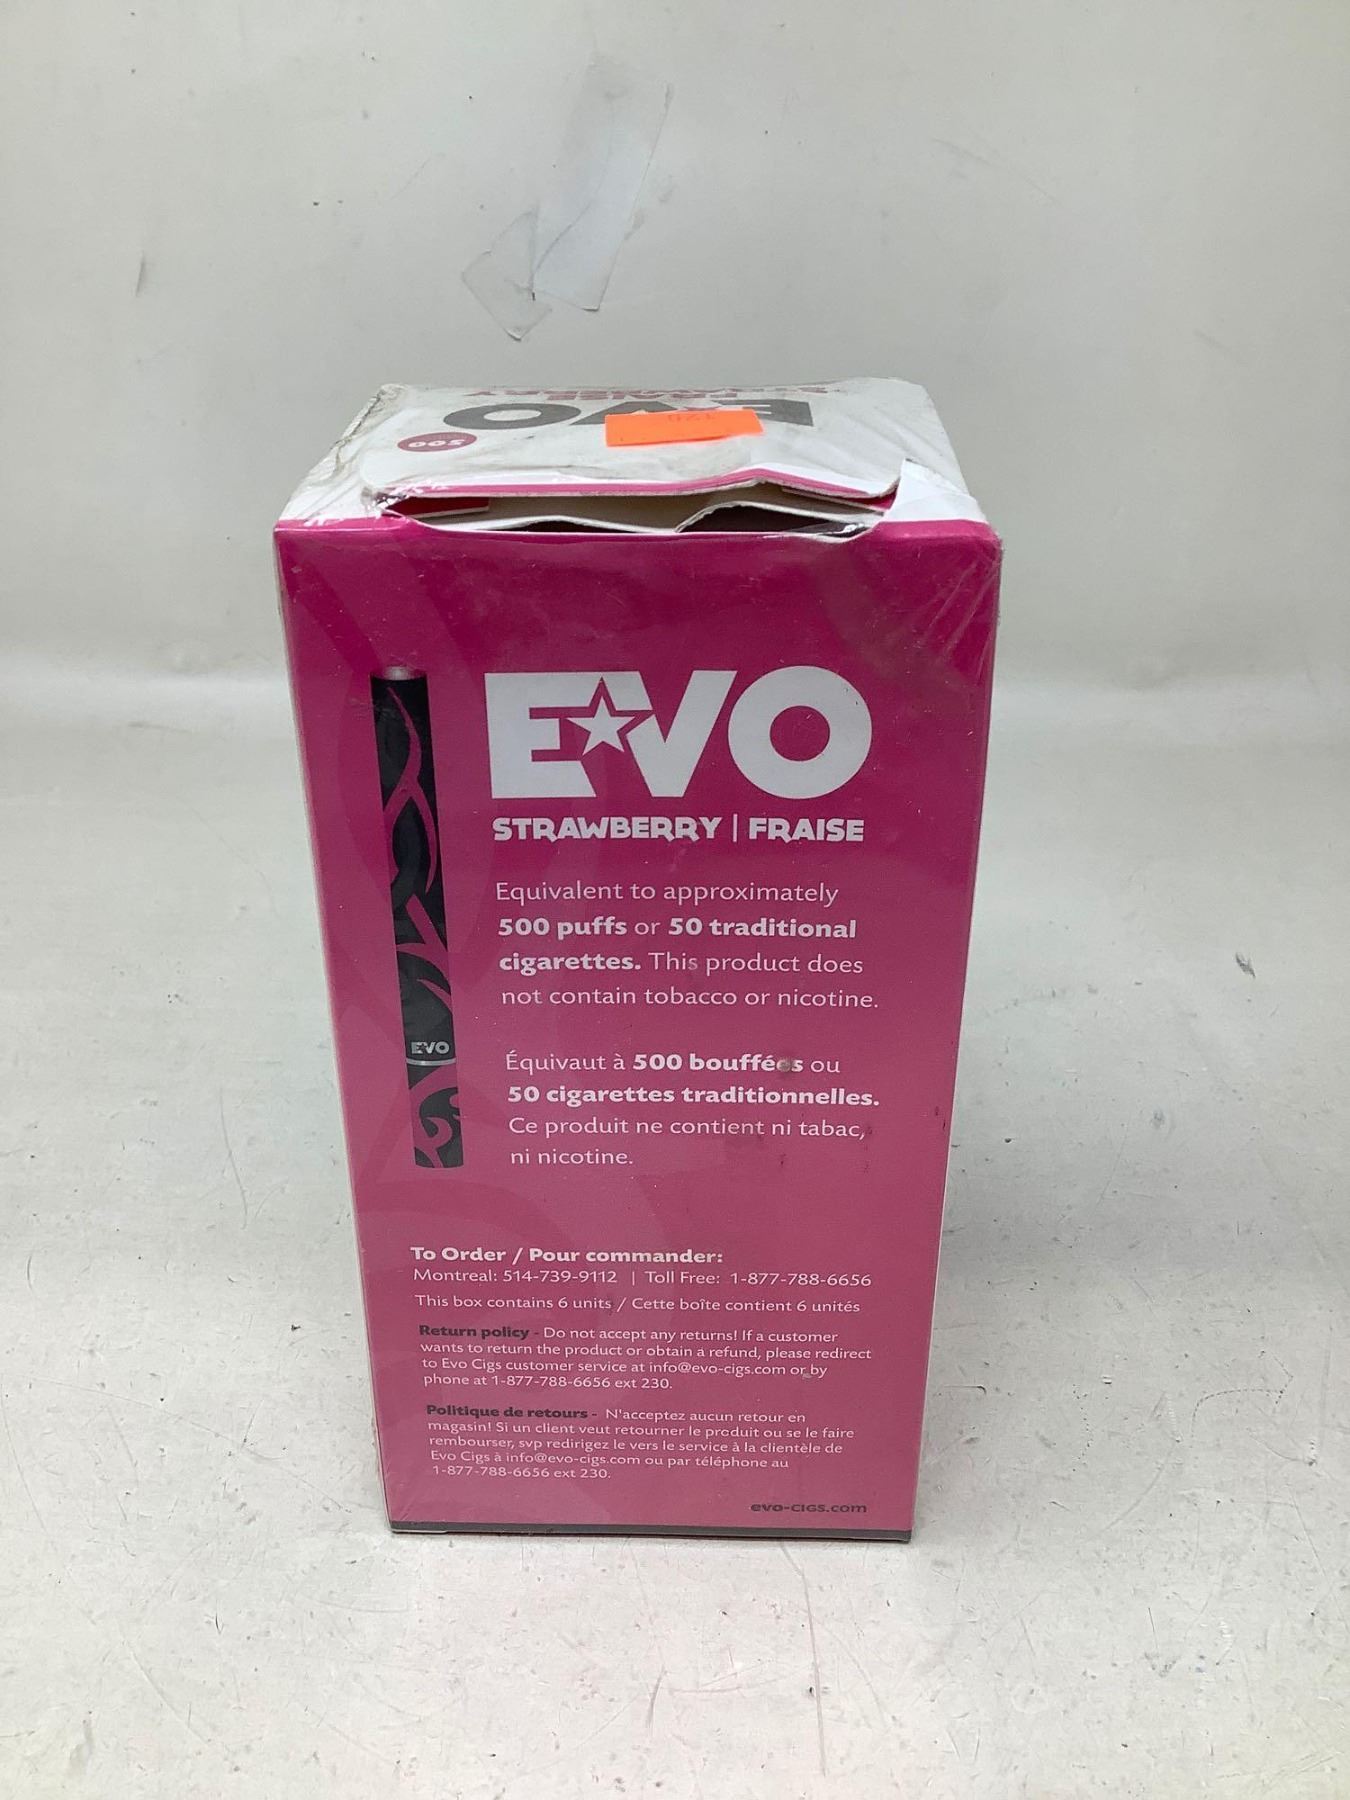 STRAWBERRY
FRAISE
EVO
500
EVO
STRAWBERRY | FRAISE
Equivalent to approximately
500 puffs or 50 traditional
cigarettes. This product does
not contain tobacco or nicotine.
Équivaut à 500 bouffées ou
50 cigarettes traditionnelles.
Ce produit ne contient ni tabac,
ni nicotine.
EVO
To Order / Pour commander:
Montreal: 514-739-9112 | Toll Free: 1-877-788-6656
This box contains 6 units / Cette boîte contient 6 unités
Return policy - Do not accept any returns! If a customer
wants to return the product or obtain a refund, please redirect
to Evo Cigs customer service at info@evo-cigs.com or by
phone at 1-877-788-6656 ext 230.
Politique de retours - N'acceptez aucun retour en
magasin! Si un client veut retourner le produit ou se le faire
rembourser, svp redirigez le vers le service à la clientèle de
Evo Cigs à info@evo-cigs.com ou par téléphone au
1-877-788-6656 ext 230.
evo-cigs.com